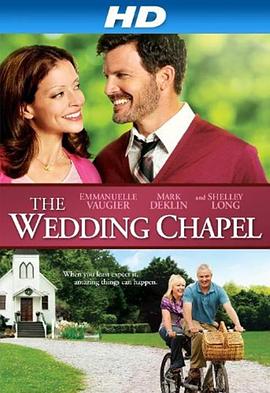 HD
EMMANUELLE MARK and SHELLEY
VAUGIER DEKLIN LONG
THE
WEDDING CHAPEL
When you least expect it,
amazing things can happen.